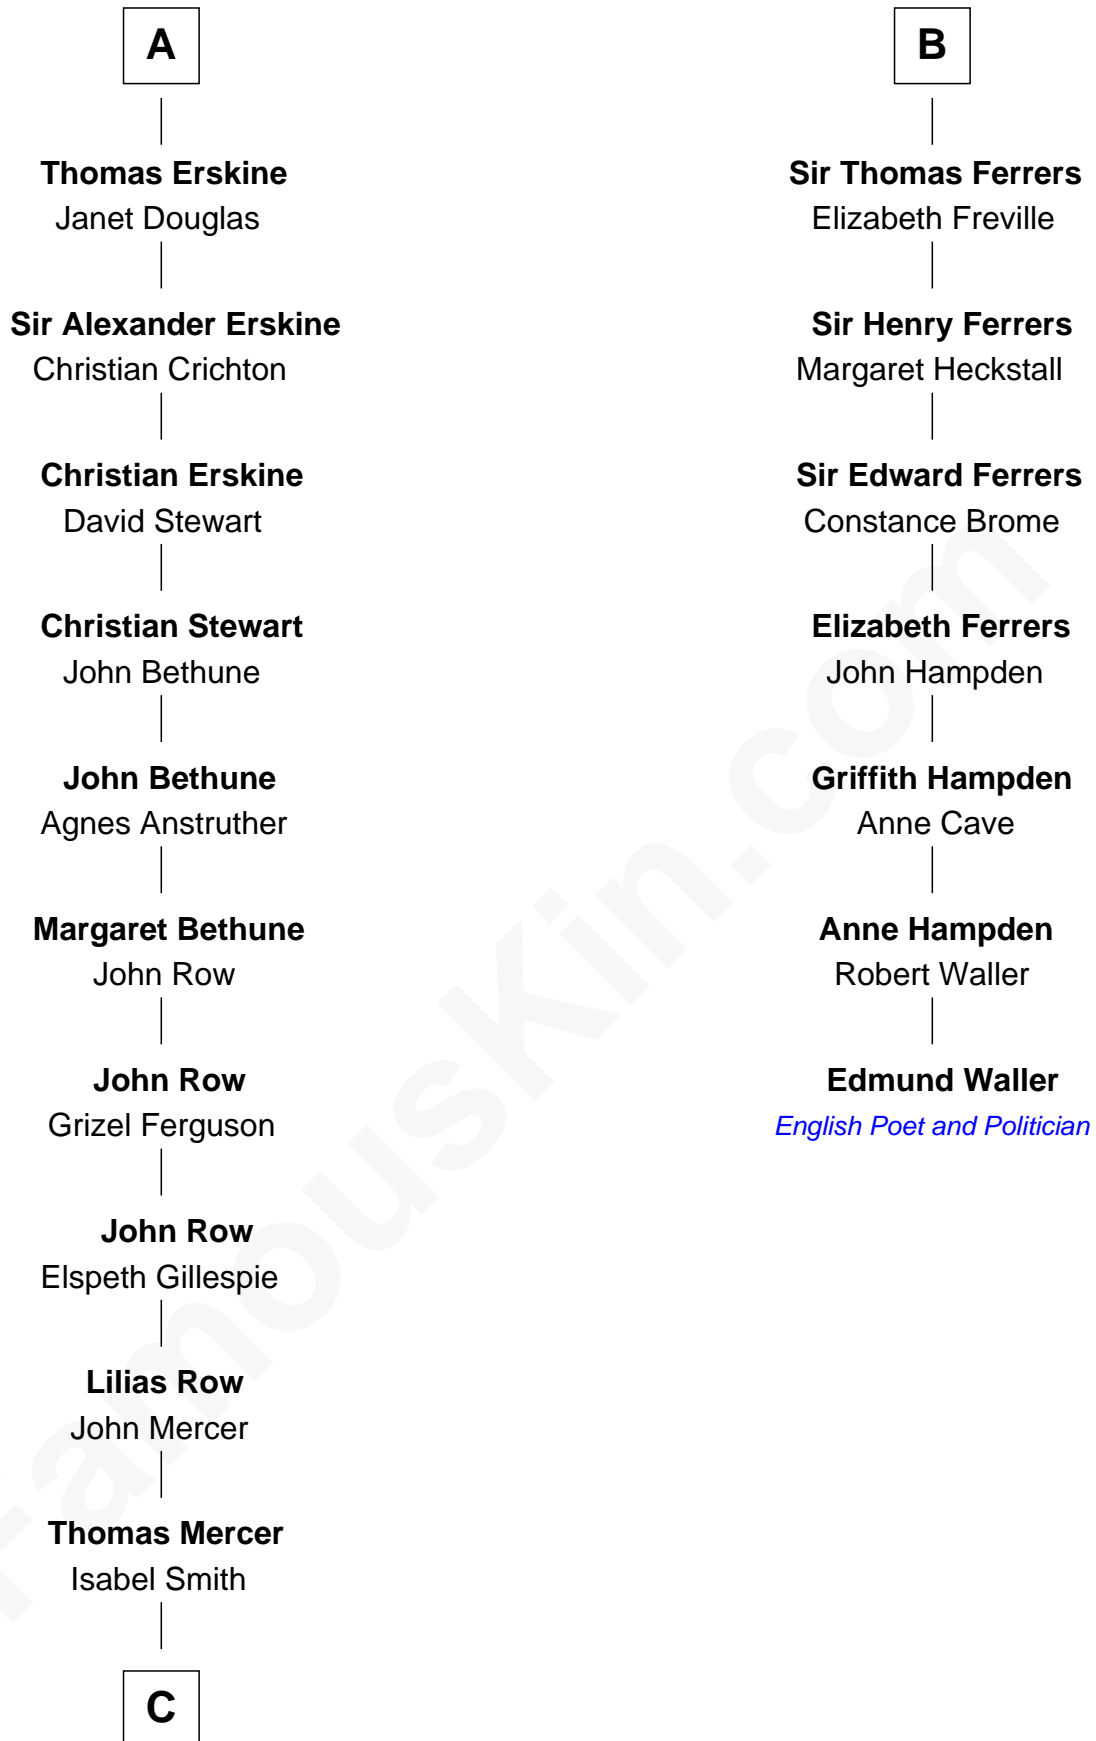 A
Thomas Erskine
Janet Douglas
Sir Alexander Erskine
Christian Crichton
Christian Erskine
David Stewart
Christian Stewart
John Bethune
John Bethune
Agnes Anstruther
Margaret Bethune
John Row
John Row
Grizel Ferguson
John Row
Elspeth Gillespie
Lilias Row
John Mercer
Thomas Mercer
Isabel Smith
C
B
Sir Thomas Ferrers
Elizabeth Freville
Sir Henry Ferrers
Margaret Heckstall
Sir Edward Ferrers
Constance Brome
Elizabeth Ferrers
John Hampden
Griffith Hampden
Anne Cave
Anne Hampden
Robert Waller
Edmund Waller
English Poet and Politician
FamousKin.com